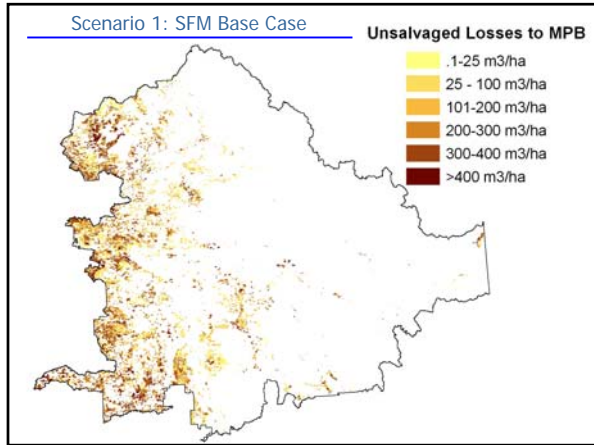 Scenario 1: SFM Base Case
Unsalvaged Losses to MPB
.1-25 m3/ha
25 - 100 m3/ha
101-200 m3/ha
200-300 m3/ha
300-400 m3/ha
>400 m3/ha